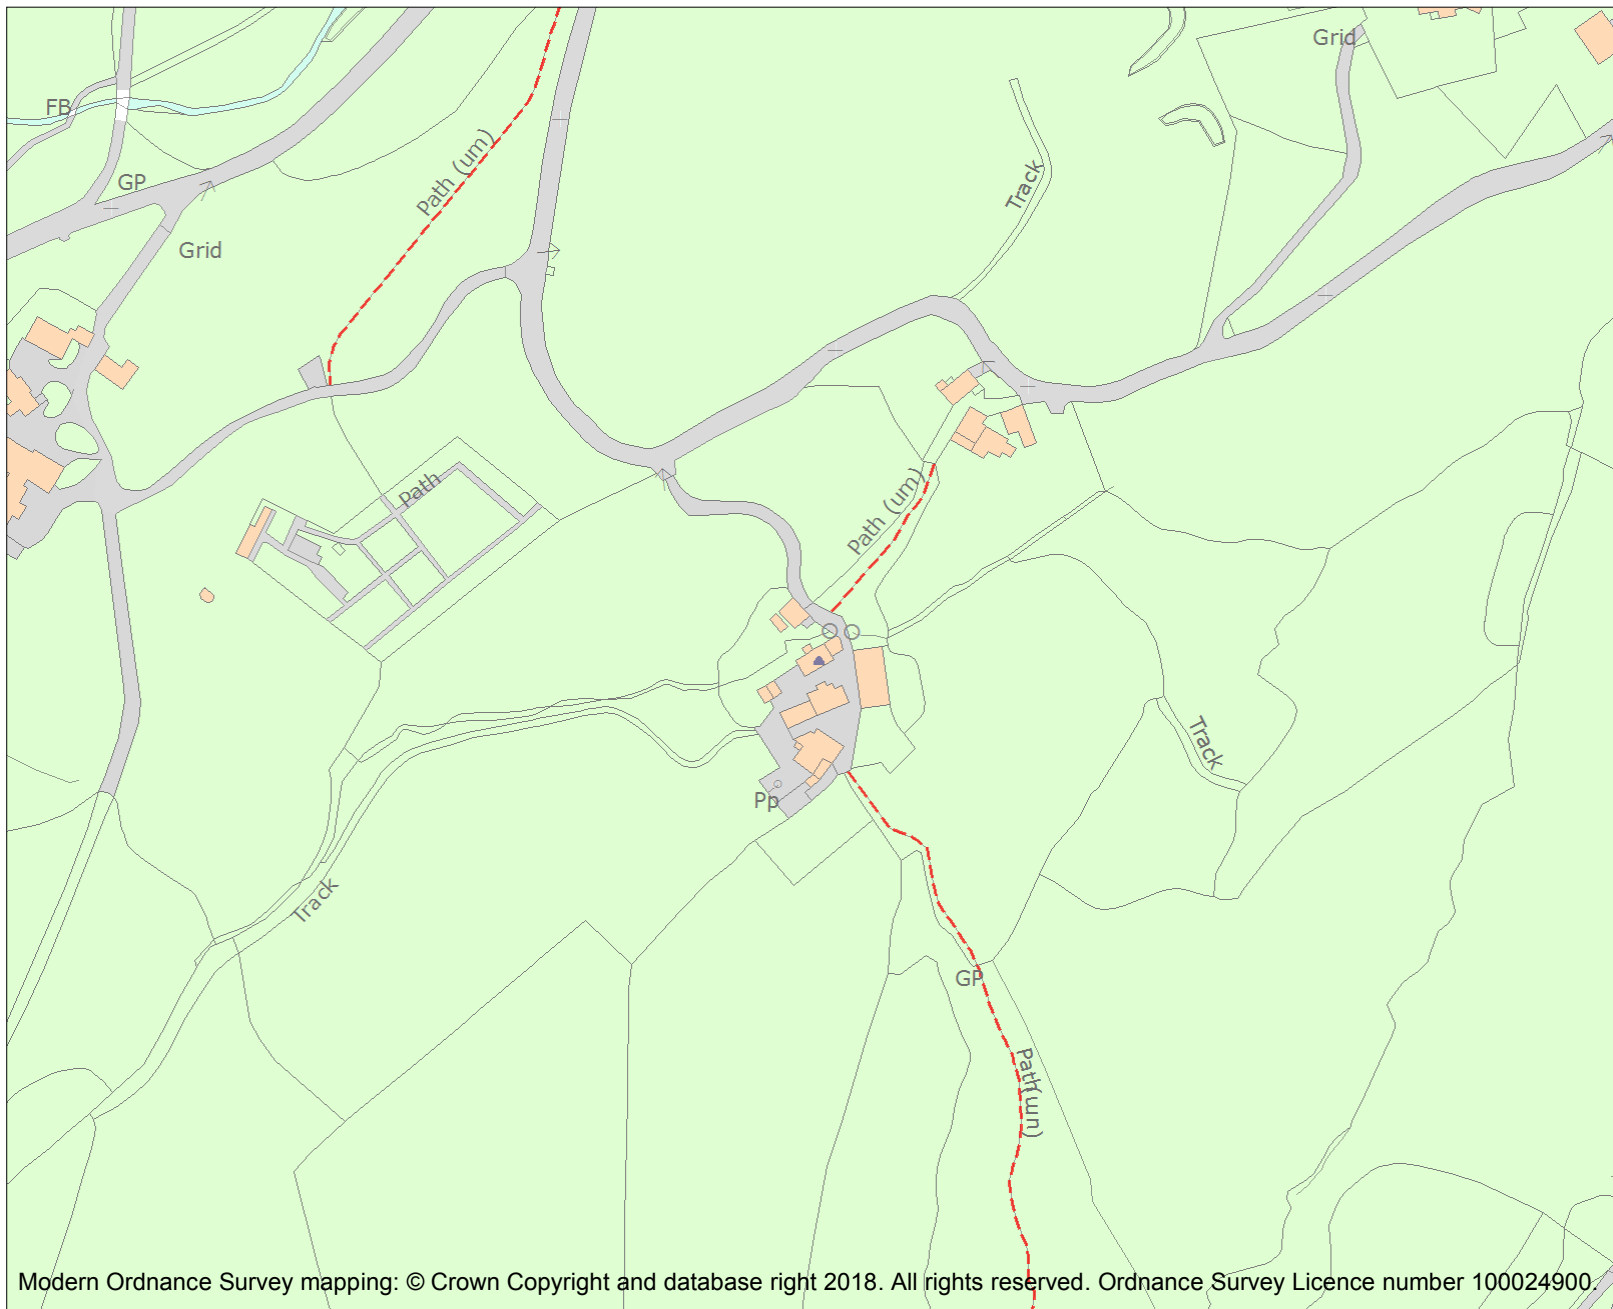 Grid
FB
Path (um)
GP
Track
Grid
Path
Path (um)
Track
Pp
Track
GP
Path(um)
Modern Ordnance Survey mapping: © Crown Copyright and database right 2018. All rights reserved. Ordnance Survey Licence number 100024900.